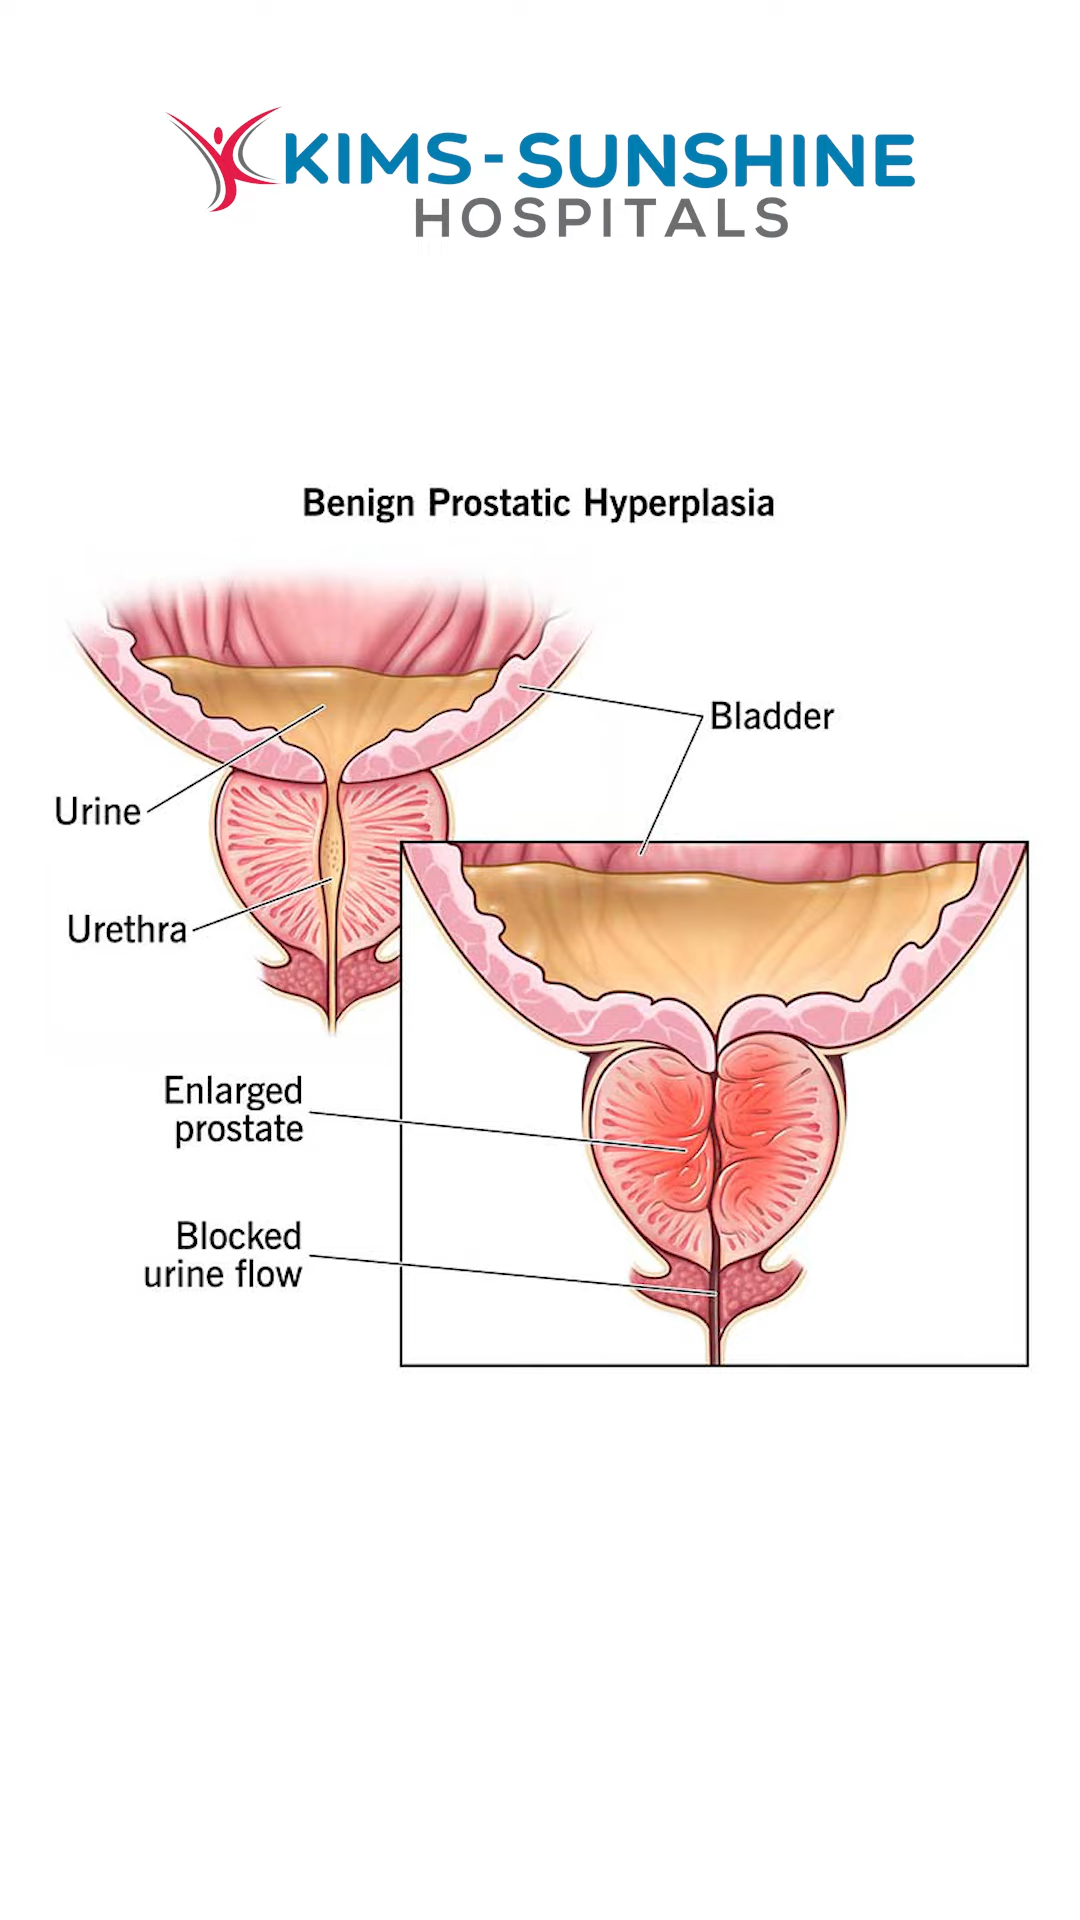 KIMS-SUNSHINE
HOSPITALS
Benign Prostatic Hyperplasia
Bladder
Urine
Urethra
Enlarged
prostate
Blocked
urine flow